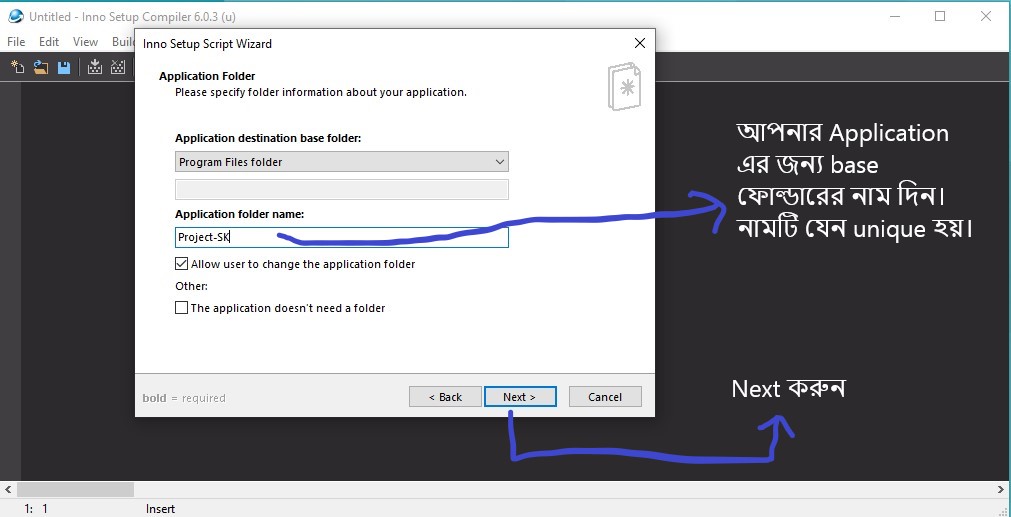 Untitled - Inno Setup Compiler 6.0.3 (u)
File Edit View Buil
Inno Setup Script Wizard
Application Folder
Please specify folder information about your application.
Application destination base folder:
Program Files folder
Application folder name:
Project-SK
Allow user to change the application folder
Other:
The application doesn't need a folder
bold = required
< Back Next > Cancel
আপনার Application
এর জন্য base
ফোল্ডারের নাম দিন।
নামটি যেন unique হয়।
Next করুন
1: 1 Insert